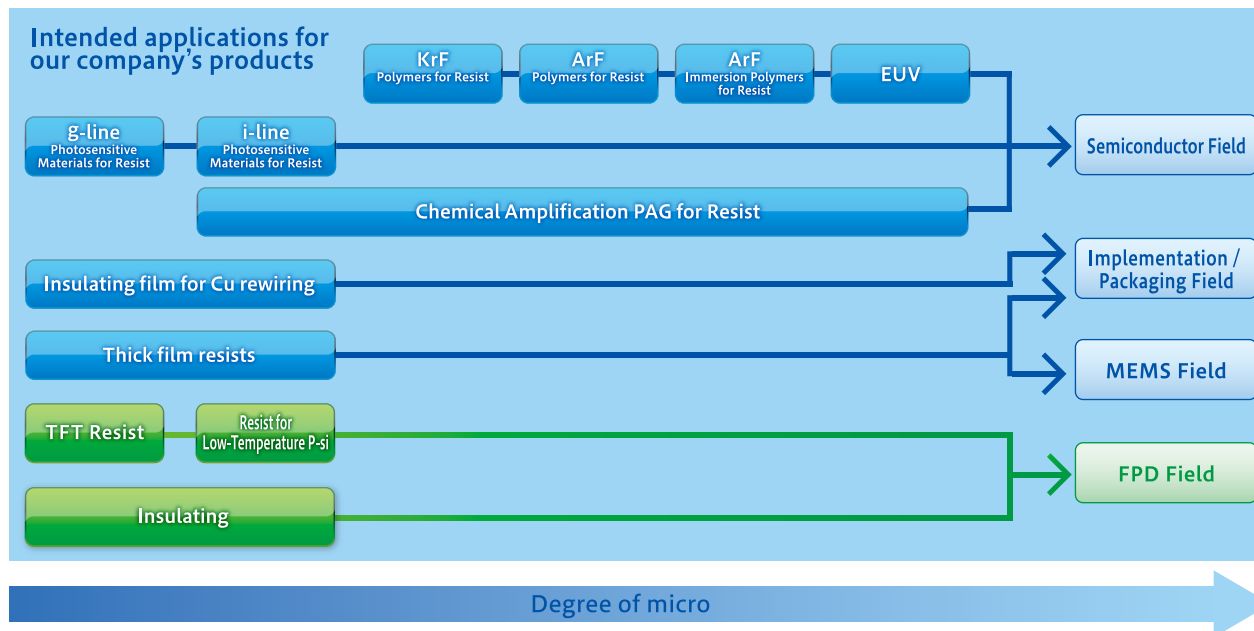 Intended applications for
our company's products
KrF
Polymers for Resist
ArF
Polymers for Resist
ArF
Immersion Polymers
for Resist
EUV
g-line
Photosensitive
Materials for Resist
i-line
Photosensitive
Materials for Resist
Semiconductor Field
Chemical Amplification PAG for Resist
Insulating film for Cu rewiring
Implementation /
Packaging Field
Thick film resists
MEMS Field
TFT Resist
Resist for
Low-Temperature P-si
FPD Field
Insulating
Degree of micro